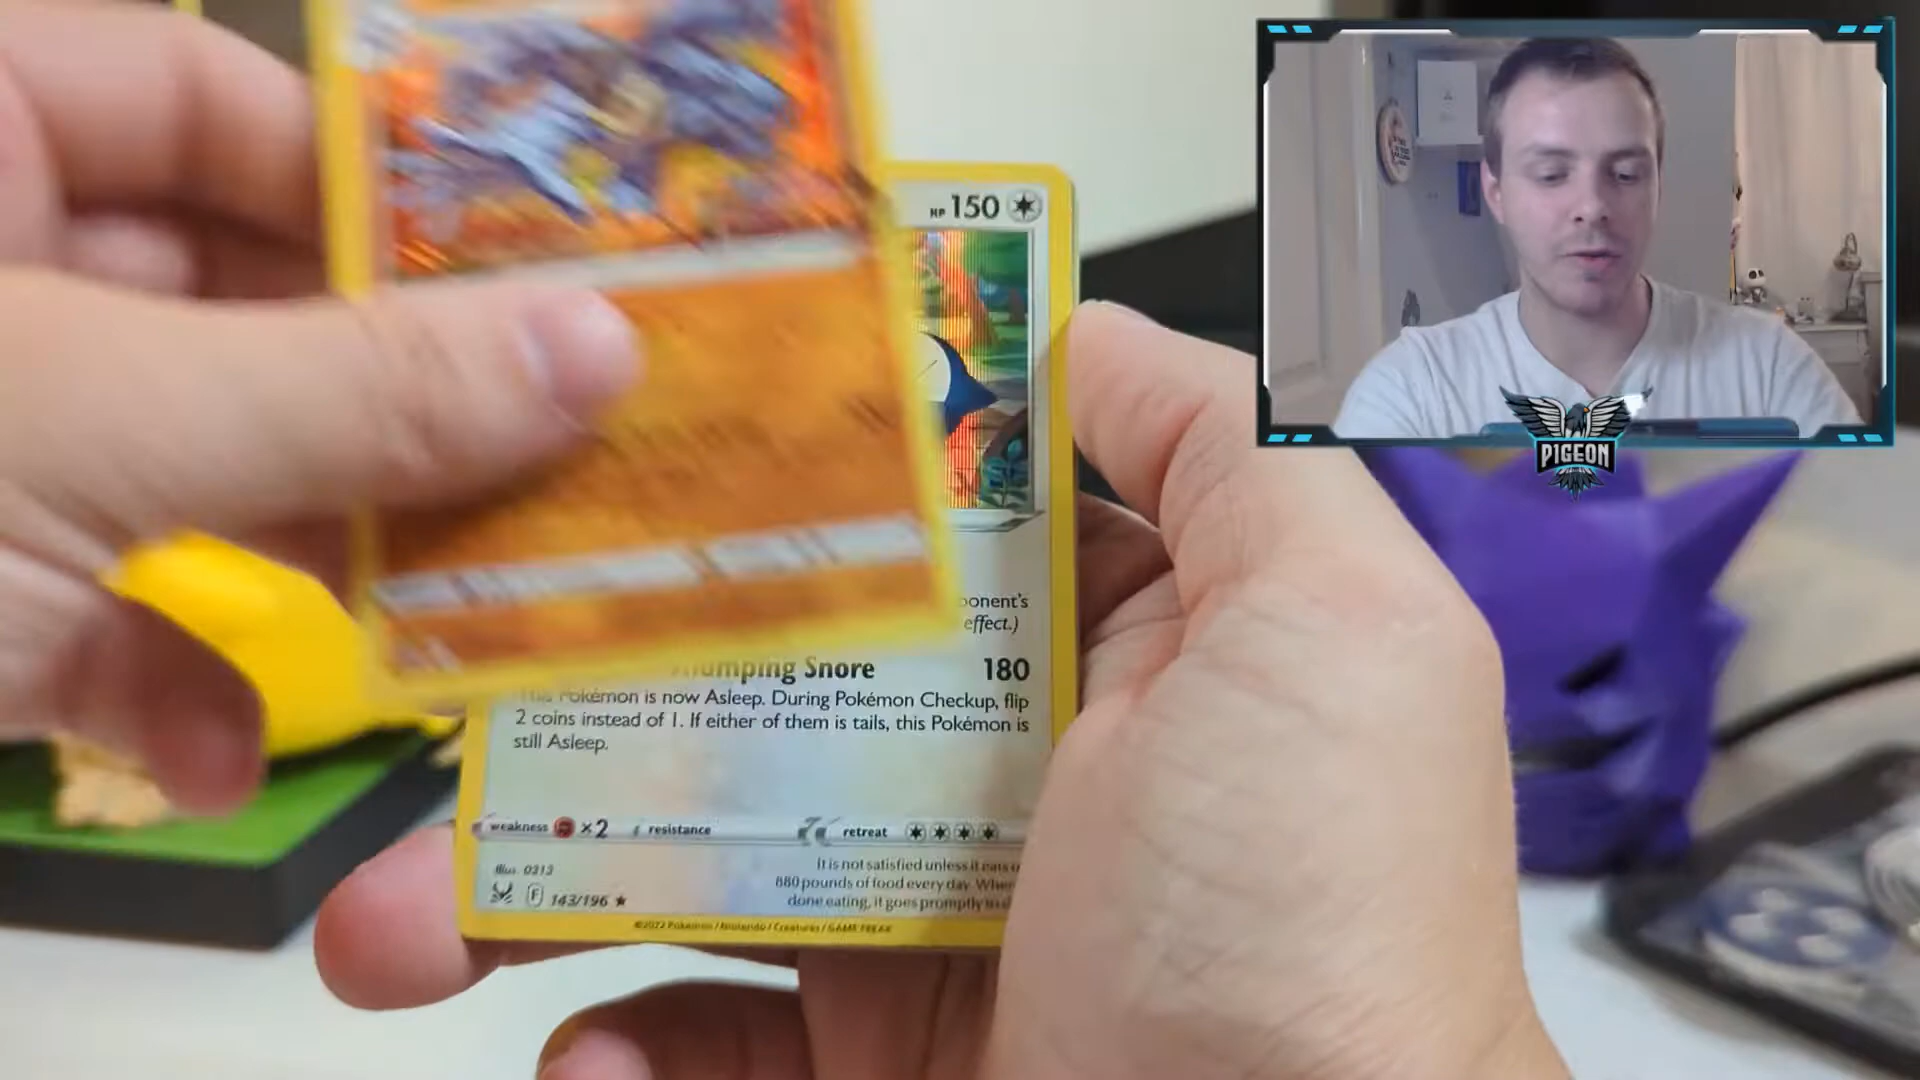 HP 150
ponent's
effect.)
umping Snore 180
Pokémon is now Asleep. During Pokémon Checkup, flip
2 coins instead of 1. If either of them is tails, this Pokémon is
still Asleep.
weakness ×2 resistance retreat
Illus. 0313
It is not satisfied unless it eats
880 pounds of food every day. When
done eating, it goes promptly to
F 143/196
©2022 Pokémon / Nintendo / Creatures / GAME FREAK
PIGEON